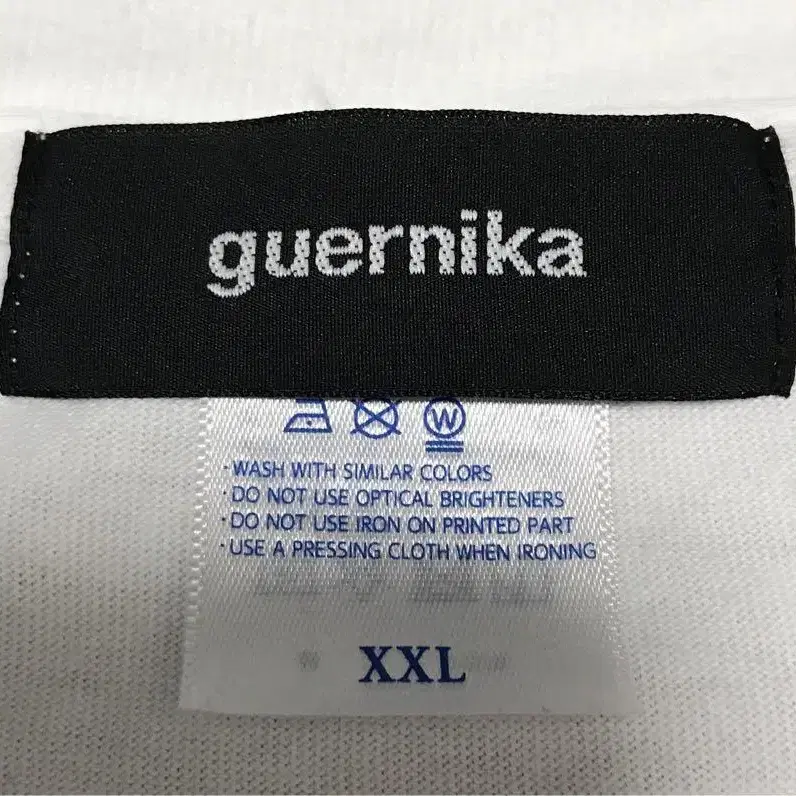 guernika
W
·WASH WITH SIMILAR COLORS
·DO NOT USE OPTICAL BRIGHTENERS
·DO NOT USE IRON ON PRINTED PART
·USE A PRESSING CLOTH WHEN IRONING
XXL